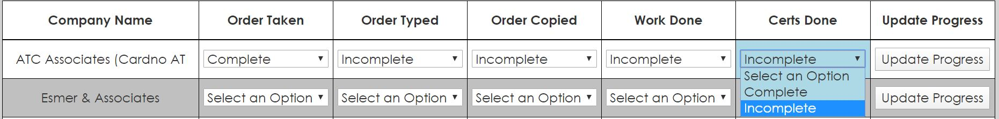 Company Name Order Taken Order Typed Order Copied Work Done Certs Done Update Progress
ATC Associates (Cardno AT Complete Incomplete Incomplete Incomplete Incomplete Update Progress
Select an Option
Complete
Esmer & Associates Select an Option Select an Option Select an Option Select an Option Update Progress
Incomplete